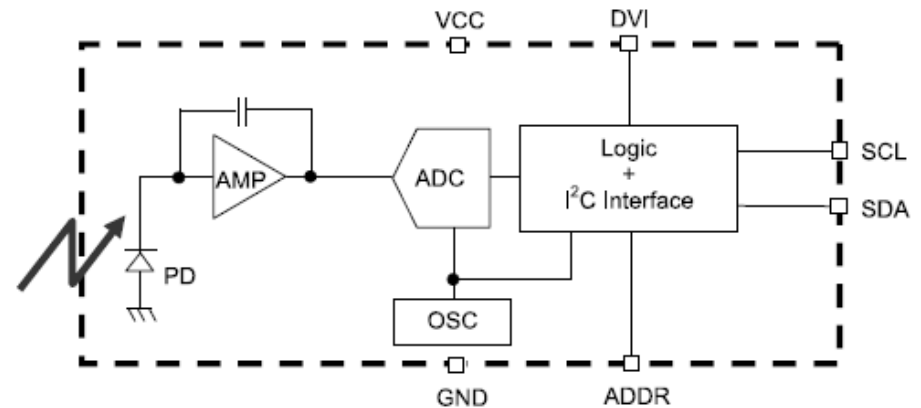 VCC
DVI
AMP
ADC
Logic
+
I²C Interface
SCL
SDA
PD
OSC
GND
ADDR